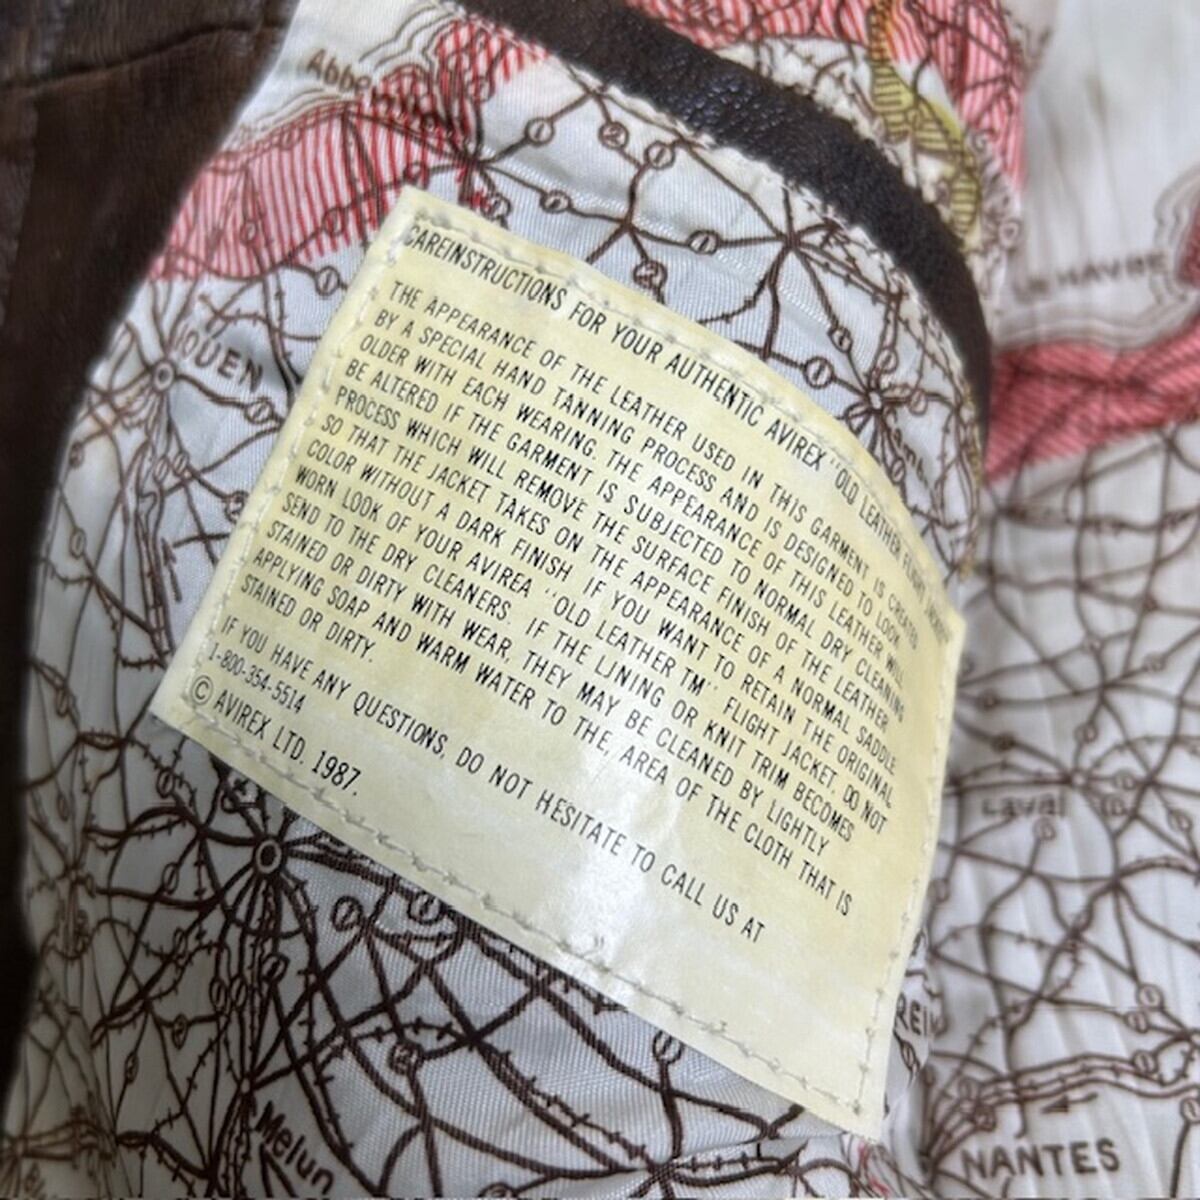 Abbe
LE HAVRE
ROUEN
CAREINSTRUCTIONS FOR YOUR AUTHENTIC AVIREX "OLD LEATHER FLIGHT JACKET"
THE APPEARANCE OF THE LEATHER USED IN THIS GARMENT IS CREATED
BY A SPECIAL HAND TANNING PROCESS AND IS DESIGNED TO LOOK
OLDER WITH EACH WEARING. THE APPEARANCE OF THIS LEATHER WILL
BE ALTERED IF THE GARMENT IS SUBJECTED TO NORMAL DRY CLEANING
PROCESS WHICH WILL REMOVE THE SURFACE FINISH OF THE LEATHER
SO THAT THE JACKET TAKES ON THE APPEARANCE OF A NORMAL SADDLE
COLOR WITHOUT A DARK FINISH. IF YOU WANT TO RETAIN THE ORIGINAL
WORN LOOK OF YOUR AVIREA "OLD LEATHER TM" FLIGHT JACKET, DO NOT
SEND TO THE DRY CLEANERS. IF THE LINING OR KNIT TRIM BECOMES
STAINED OR DIRTY WITH WEAR, THEY MAY BE CLEANED BY LIGHTLY
APPLYING SOAP AND WARM WATER TO THE, AREA OF THE CLOTH THAT IS
STAINED OR DIRTY.
IF YOU HAVE ANY QUESTIONS, DO NOT HESITATE TO CALL US AT
1-800-354-5514
© AVIREX LTD. 1987.
Laval
REI
Melun
NANTES